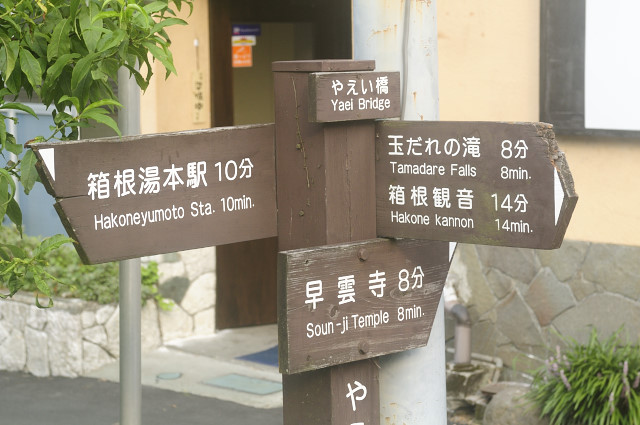 やえい橋
Yaei Bridge
箱根湯本駅 10分
Hakoneyumoto Sta. 10min.
玉だれの滝 8分
Tamadare Falls 8min.
箱根観音 14分
Hakone kannon 14min.
早雲寺 8分
Soun-ji Temple 8min.
や